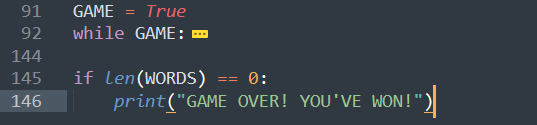 91 GAME = True
92 while GAME:
144
145 if len(WORDS) == 0:
146 print("GAME OVER! YOU'VE WON!")